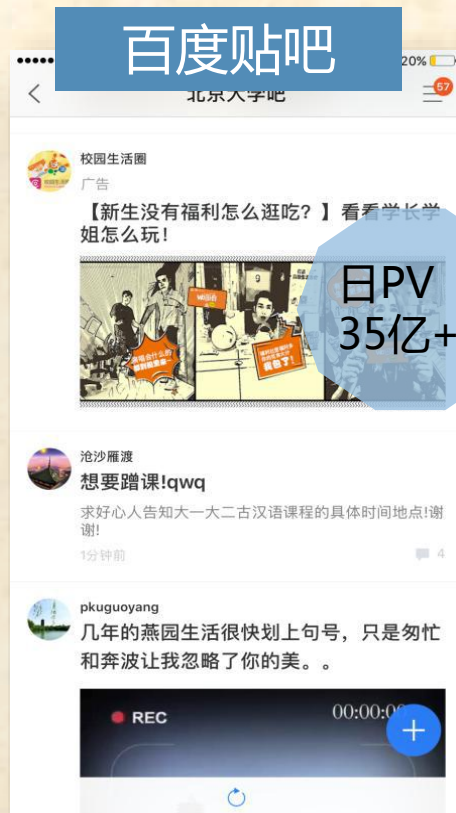 百度贴吧
20%
北京大学吧
57
校园生活圈
广告
【新生没有福利怎么逛吃？】看看学长学
姐怎么玩！
日PV
35亿+
我怒了!
沧沙雁渡
想要蹭课!qwq
求好心人告知大一大二古汉语课程的具体时间地点!谢
谢!
1分钟前
4
pkuguoyang
几年的燕园生活很快划上句号，只是匆忙
和奔波让我忽略了你的美。。
REC